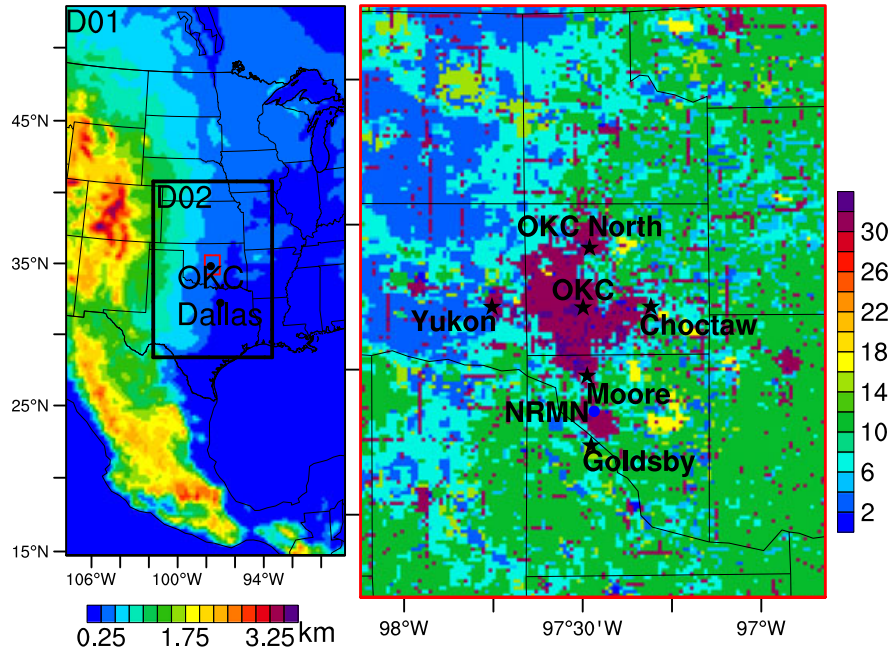 D01
45°N
35°N
25°N
15°N
D02
OKC
Dallas
106°W 100°W 94°W
0.25 1.75 3.25 km
OKC North
OKC
Yukon
Choctaw
Moore
NRMN
Goldsby
98°W 97°30'W 97°W
30
26
22
18
14
10
6
2